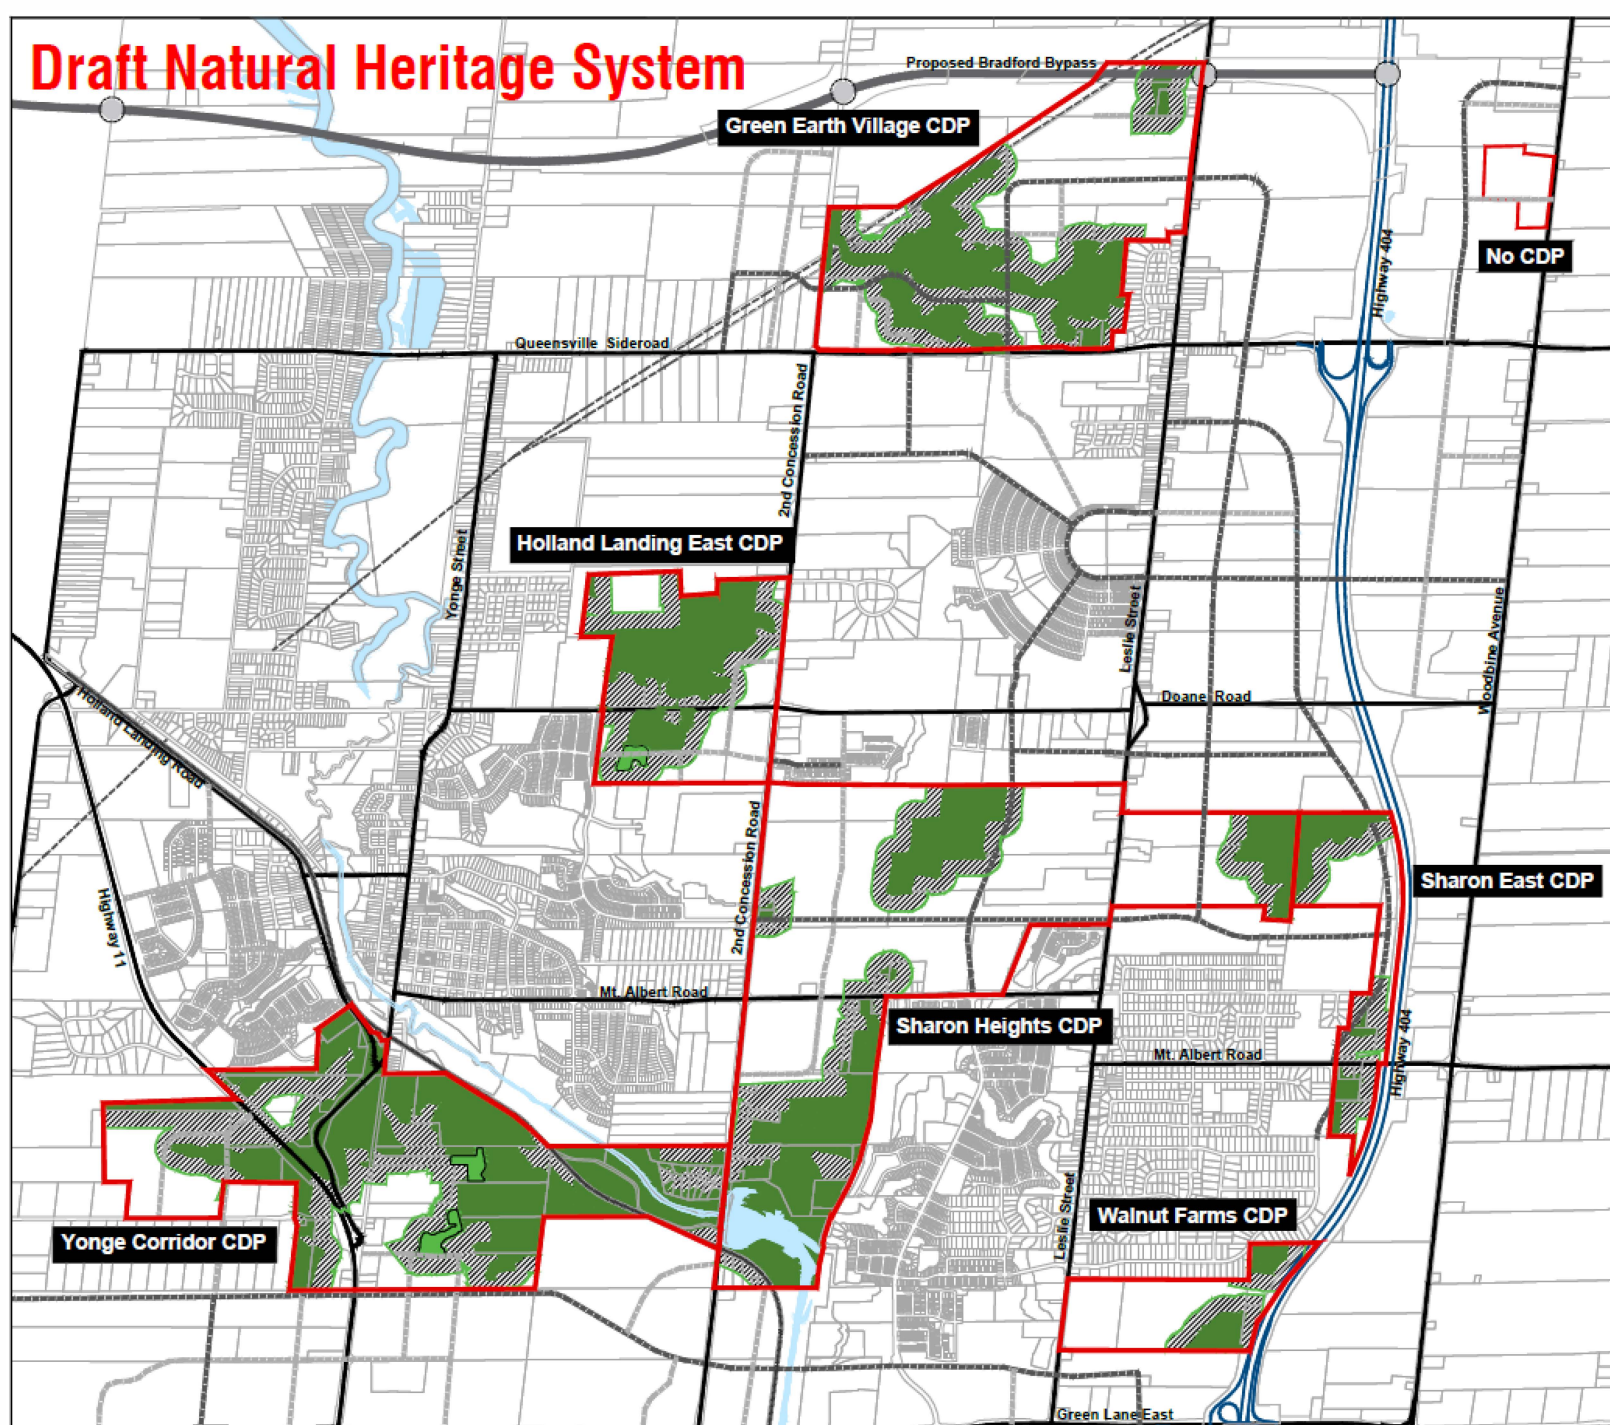 Draft Natural Heritage System
Proposed Bradford Bypass
Green Earth Village CDP
Highway 404
No CDP
Queensville Sideroad
2nd Concession Road
Holland Landing East CDP
Yonge Street
Leslie Street
Woodbine Avenue
Doane Road
Holland Landing Road
2nd Concession Road
Sharon East CDP
Highway 11
Mt. Albert Road
Sharon Heights CDP
Mt. Albert Road
Highway 404
Leslie Street
Walnut Farms CDP
Yonge Corridor CDP
Green Lane East